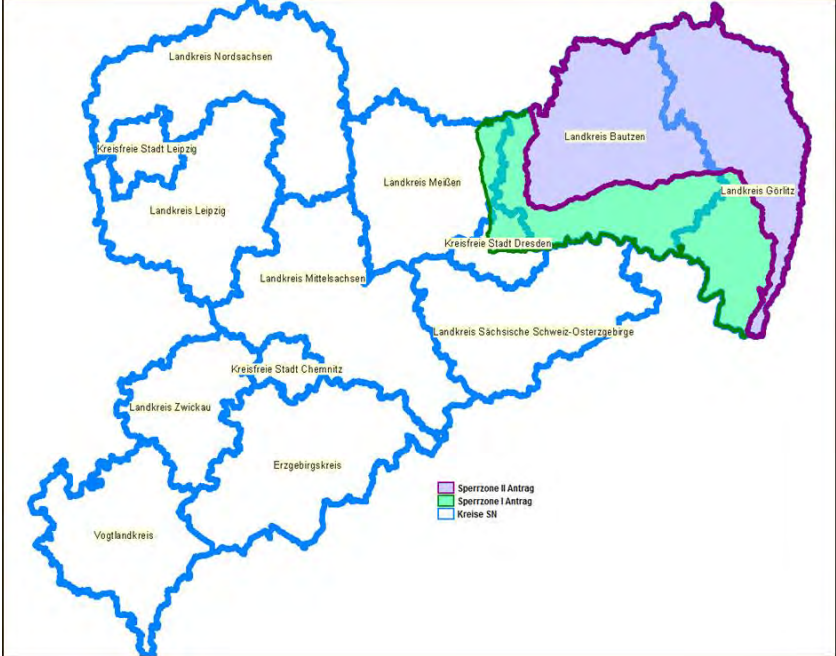 Landkreis Nordsachsen
Landkreis Bautzen
Kreisfreie Stadt Leipzig
Landkreis Meißen
Landkreis Görlitz
Landkreis Leipzig
Kreisfreie Stadt Dresden
Landkreis Mittelsachsen
Landkreis Sächsische Schweiz-Osterzgebirge
Kreisfreie Stadt Chemnitz
Landkreis Zwickau
Erzgebirgskreis
Sperrzone II Antrag
Sperrzone I Antrag
Kreise SN
Vogtlandkreis